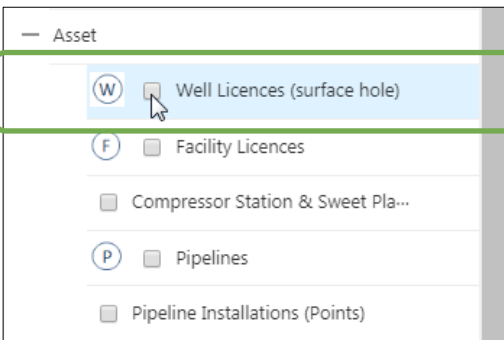 — Asset
W Well Licences (surface hole)
F Facility Licences
Compressor Station & Sweet Pla...
P Pipelines
Pipeline Installations (Points)